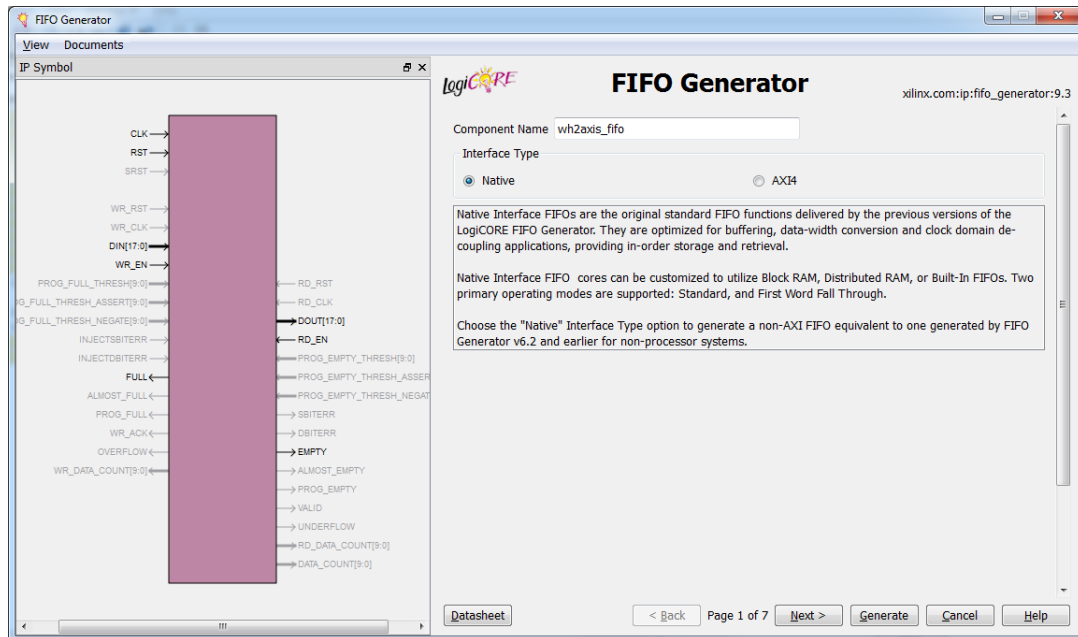 FIFO Generator
View Documents
IP Symbol
CLK
RST
SRST
WR_RST
WR_CLK
DIN[17:0]
WR_EN
PROG_FULL_THRESH[9:0]
OG_FULL_THRESH_ASSERT[9:0]
OG_FULL_THRESH_NEGATE[9:0]
INJECTSBITERR
INJECTDBITERR
FULL
ALMOST_FULL
PROG_FULL
WR_ACK
OVERFLOW
WR_DATA_COUNT[9:0]
RD_RST
RD_CLK
DOUT[17:0]
RD_EN
PROG_EMPTY_THRESH[9:0]
PROG_EMPTY_THRESH_ASSER
PROG_EMPTY_THRESH_NEGAT
SBITERR
DBITERR
EMPTY
ALMOST_EMPTY
PROG_EMPTY
VALID
UNDERFLOW
RD_DATA_COUNT[9:0]
DATA_COUNT[9:0]
LogiCORE
FIFO Generator
xilinx.com:ip:fifo_generator:9.3
Component Name wh2axis_fifo
Interface Type
Native AXI4
Native Interface FIFOs are the original standard FIFO functions delivered by the previous versions of the
LogiCORE FIFO Generator. They are optimized for buffering, data-width conversion and clock domain de-
coupling applications, providing in-order storage and retrieval.
Native Interface FIFO cores can be customized to utilize Block RAM, Distributed RAM, or Built-In FIFOs. Two
primary operating modes are supported: Standard, and First Word Fall Through.
Choose the "Native" Interface Type option to generate a non-AXI FIFO equivalent to one generated by FIFO
Generator v6.2 and earlier for non-processor systems.
Datasheet < Back Page 1 of 7 Next > Generate Cancel Help